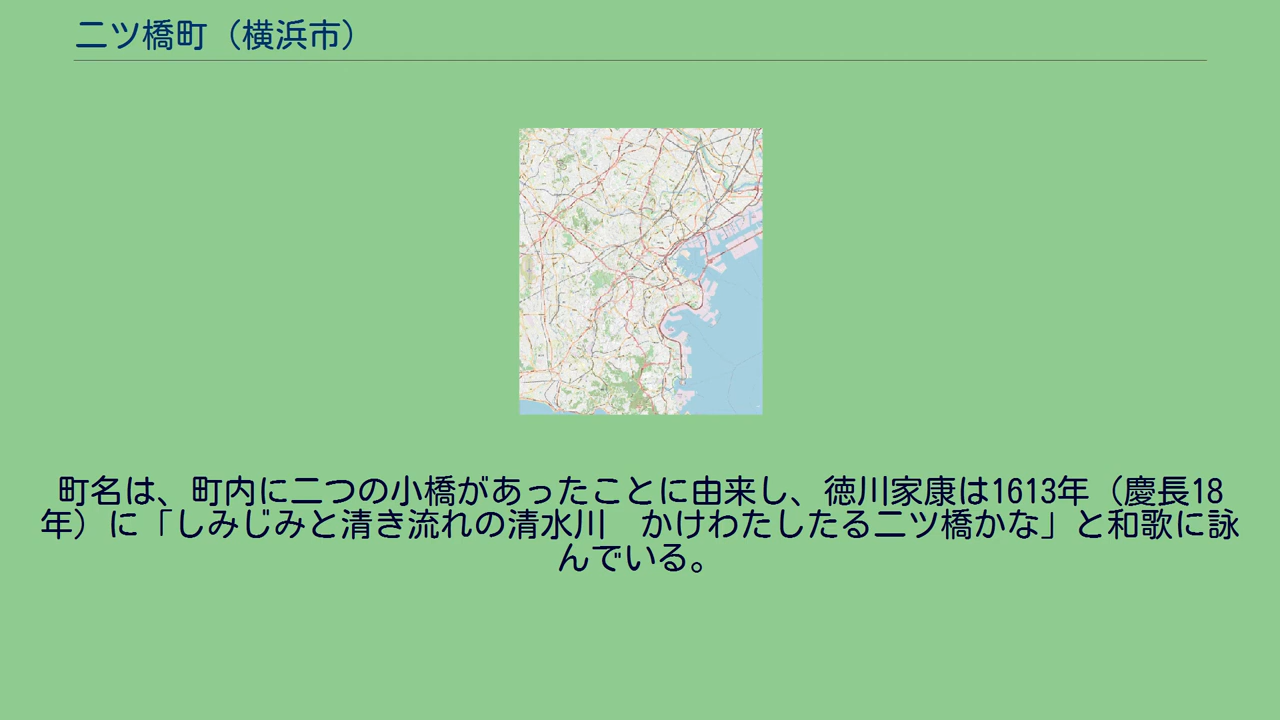 二ツ橋町（横浜市）
町名は、町内に二つの小橋があったことに由来し、徳川家康は1613年（慶長18
年）に「しみじみと清き流れの清水川　かけわたしたる二ツ橋かな」と和歌に詠
んでいる。